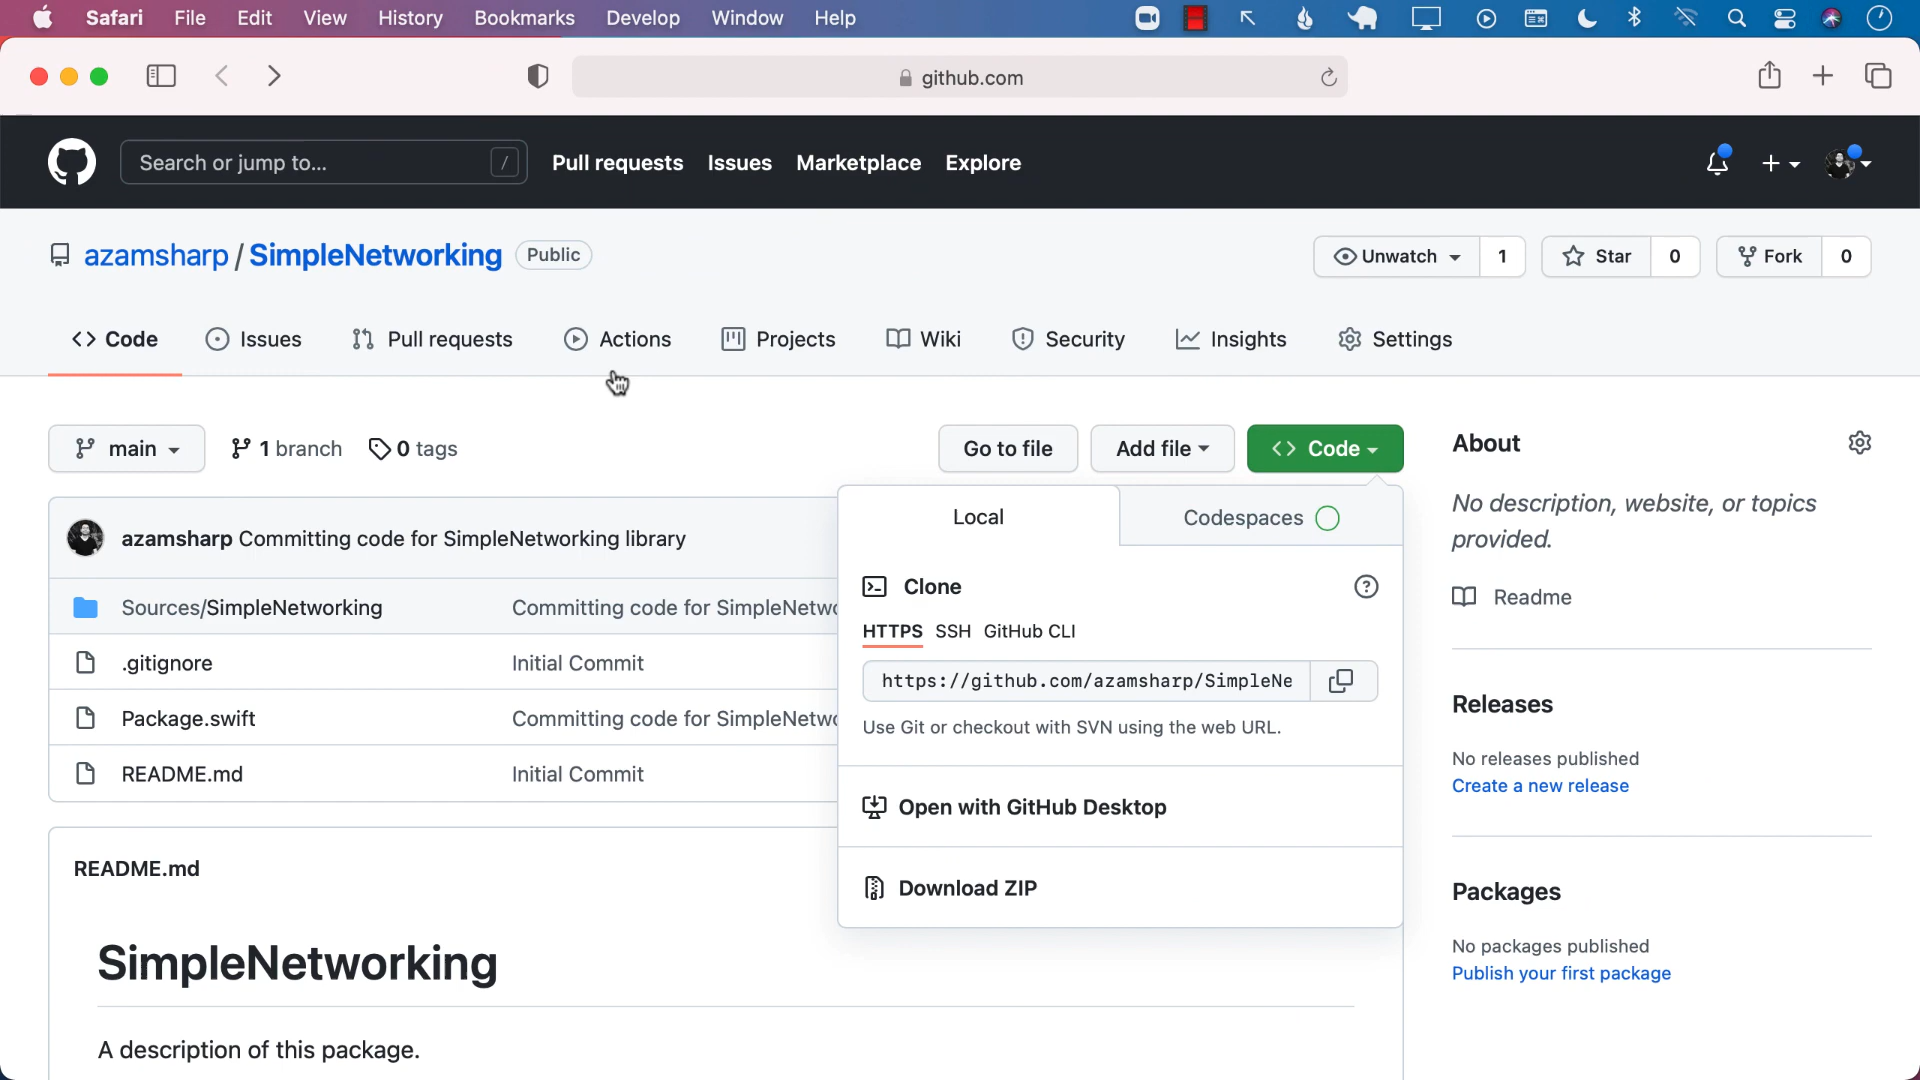 Safari File Edit View History Bookmarks Develop Window Help
github.com
Search or jump to... / Pull requests Issues Marketplace Explore
azamsharp / SimpleNetworking Public
Unwatch 1 Star 0 Fork 0
Code Issues Pull requests Actions Projects Wiki Security Insights Settings
main 1 branch 0 tags
Go to file Add file Code
azamsharp Committing code for SimpleNetworking library
Sources/SimpleNetworking Committing code for SimpleNetwo
.gitignore Initial Commit
Package.swift Committing code for SimpleNetwo
README.md Initial Commit
Local Codespaces
Clone
HTTPS SSH GitHub CLI
https://github.com/azamsharp/SimpleNe
Use Git or checkout with SVN using the web URL.
Open with GitHub Desktop
Download ZIP
README.md
SimpleNetworking
A description of this package.
About
No description, website, or topics
provided.
Readme
Releases
No releases published
Create a new release
Packages
No packages published
Publish your first package